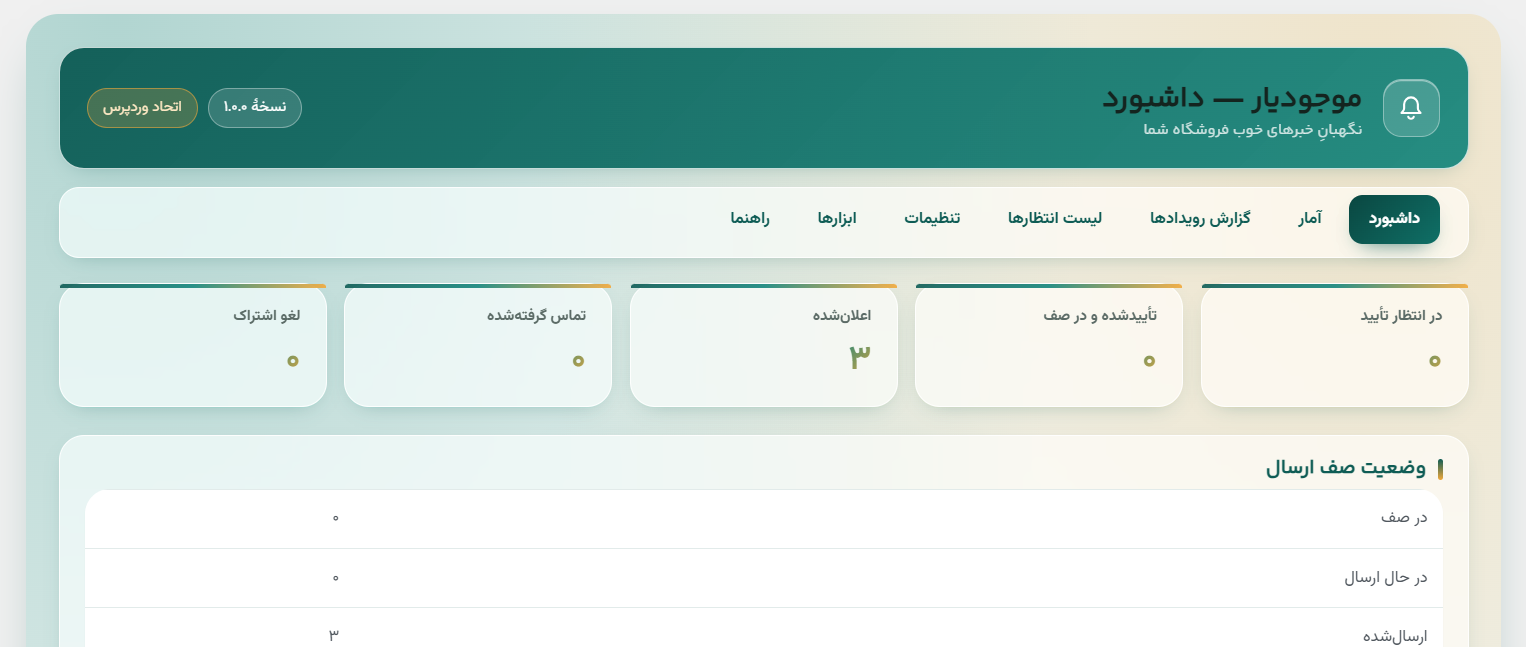 موجودیار — داشبورد
نگهبانِ خبرهای خوب فروشگاه شما
نسخهٔ ۱.۰.۰
اتحاد وردپرس
داشبورد
آمار
گزارش رویدادها
لیست انتظارها
تنظیمات
ابزارها
راهنما
در انتظار تأیید
۰
تأییدشده و در صف
۰
اعلان‌شده
۳
تماس گرفته‌شده
۰
لغو اشتراک
۰
وضعیت صف ارسال
در صف ۰
در حال ارسال ۰
ارسال‌شده ۳